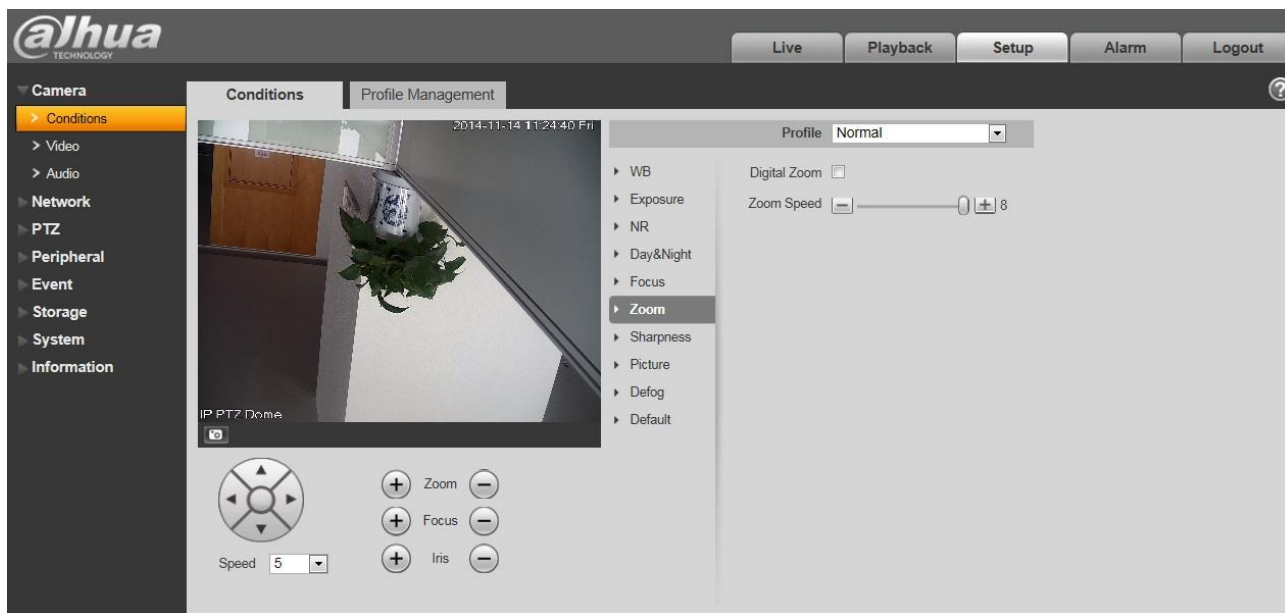 alhua
TECHNOLOGY
Live
Playback
Setup
Alarm
Logout
Camera
Conditions
Video
Audio
Network
PTZ
Peripheral
Event
Storage
System
Information
Conditions
Profile Management
?
2014-11-14 11:24:40 Fri
IP PTZ Dome
Profile Normal
WB
Exposure
NR
Day&Night
Focus
Zoom
Sharpness
Picture
Defog
Default
Digital Zoom
Zoom Speed 8
Zoom
Focus
Iris
Speed 5